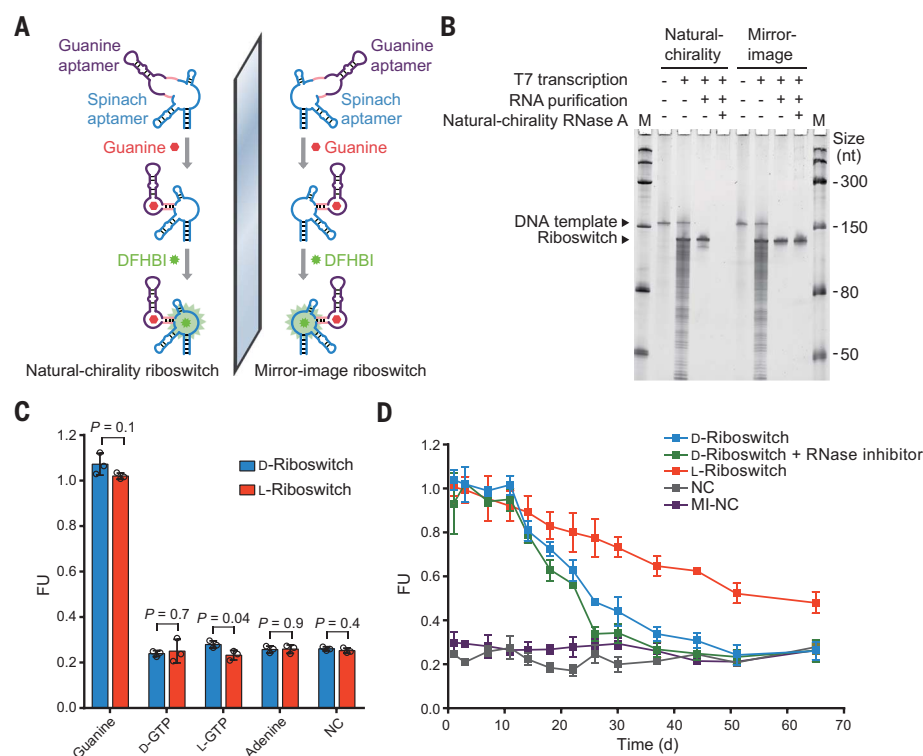 A
Guanine
aptamer
Guanine
aptamer
Spinach
aptamer
Spinach
aptamer
Guanine
Guanine
DFHBI
DFHBI
Natural-chirality riboswitch
Mirror-image riboswitch
B
Natural-
chirality
Mirror-
image
T7 transcription - + + + - + + +
RNA purification + + + +
Natural-chirality RNase A - + - +
M
M
Size
(nt)
- 300
DNA template
- 150
Riboswitch
- 80
- 50
C
P = 0.1
D-Riboswitch
L-Riboswitch
P = 0.7
P = 0.04
P = 0.9
P = 0.4
FU
1.2
1.0
0.8
0.6
0.4
0.2
0.0
Guanine
D-GTP
L-GTP
Adenine
NC
D
D-Riboswitch
D-Riboswitch + RNase inhibitor
L-Riboswitch
NC
MI-NC
FU
1.2
1.0
0.8
0.6
0.4
0.2
0.0
0 10 20 30 40 50 60 70
Time (d)